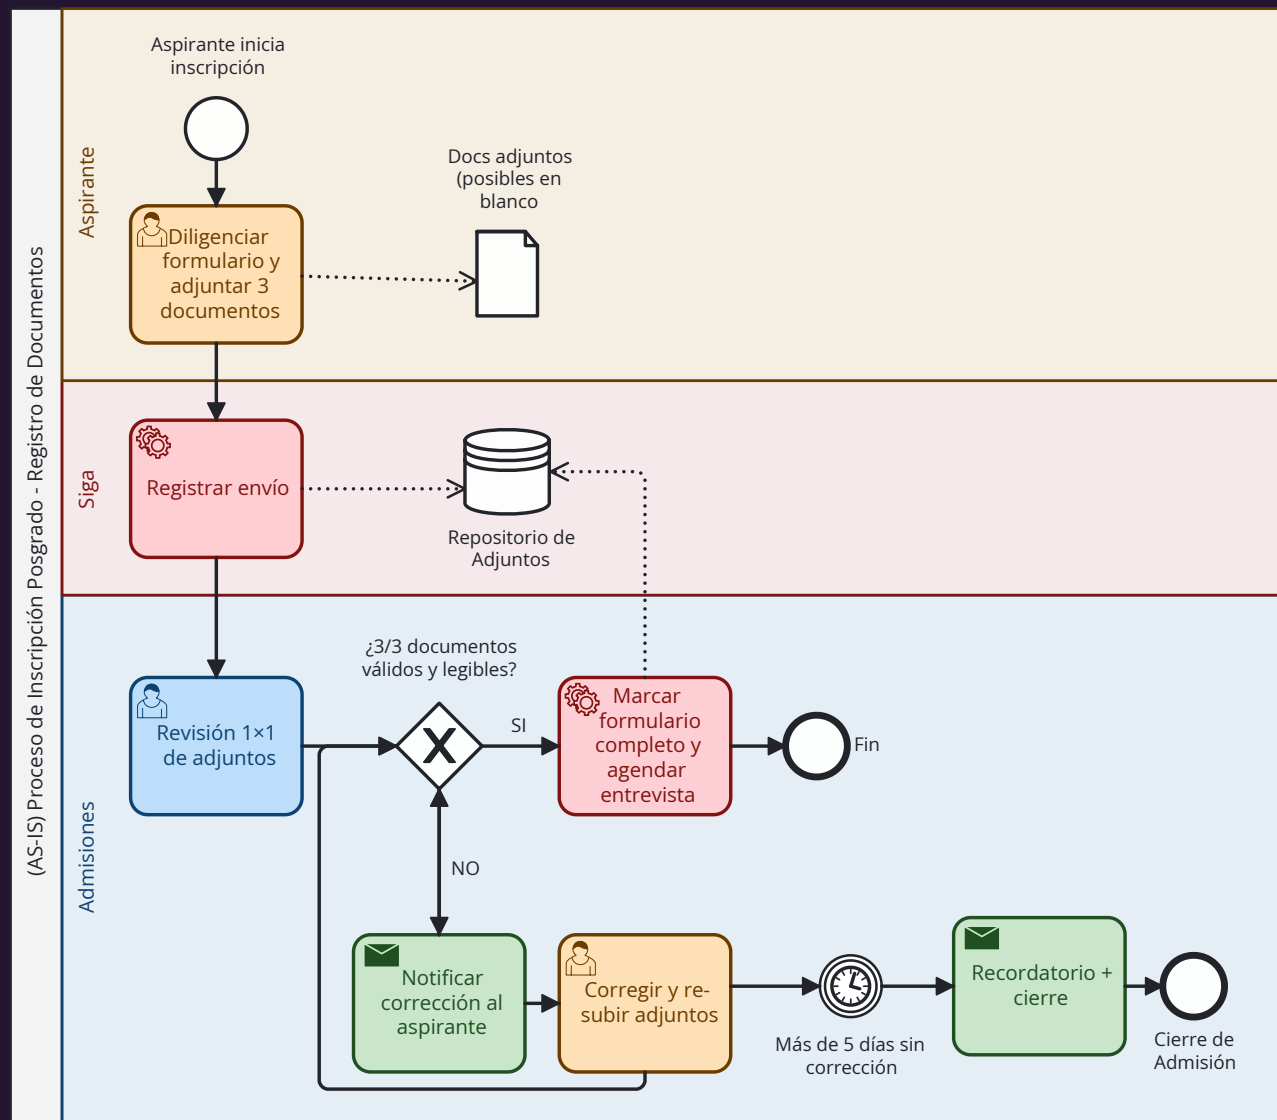 (AS-IS) Proceso de Inscripción Posgrado - Registro de Documentos
Aspirante
Aspirante inicia
inscripción
Diligenciar
formulario y
adjuntar 3
documentos
Docs adjuntos
(posibles en
blanco
Siga
Registrar envío
Repositorio de
Adjuntos
Admisiones
Revisión 1×1
de adjuntos
¿3/3 documentos
válidos y legibles?
X
SI
Marcar
formulario
completo y
agendar
entrevista
Fin
NO
Notificar
corrección al
aspirante
Corregir y re-
subir adjuntos
Más de 5 días sin
corrección
Recordatorio +
cierre
Cierre de
Admisión